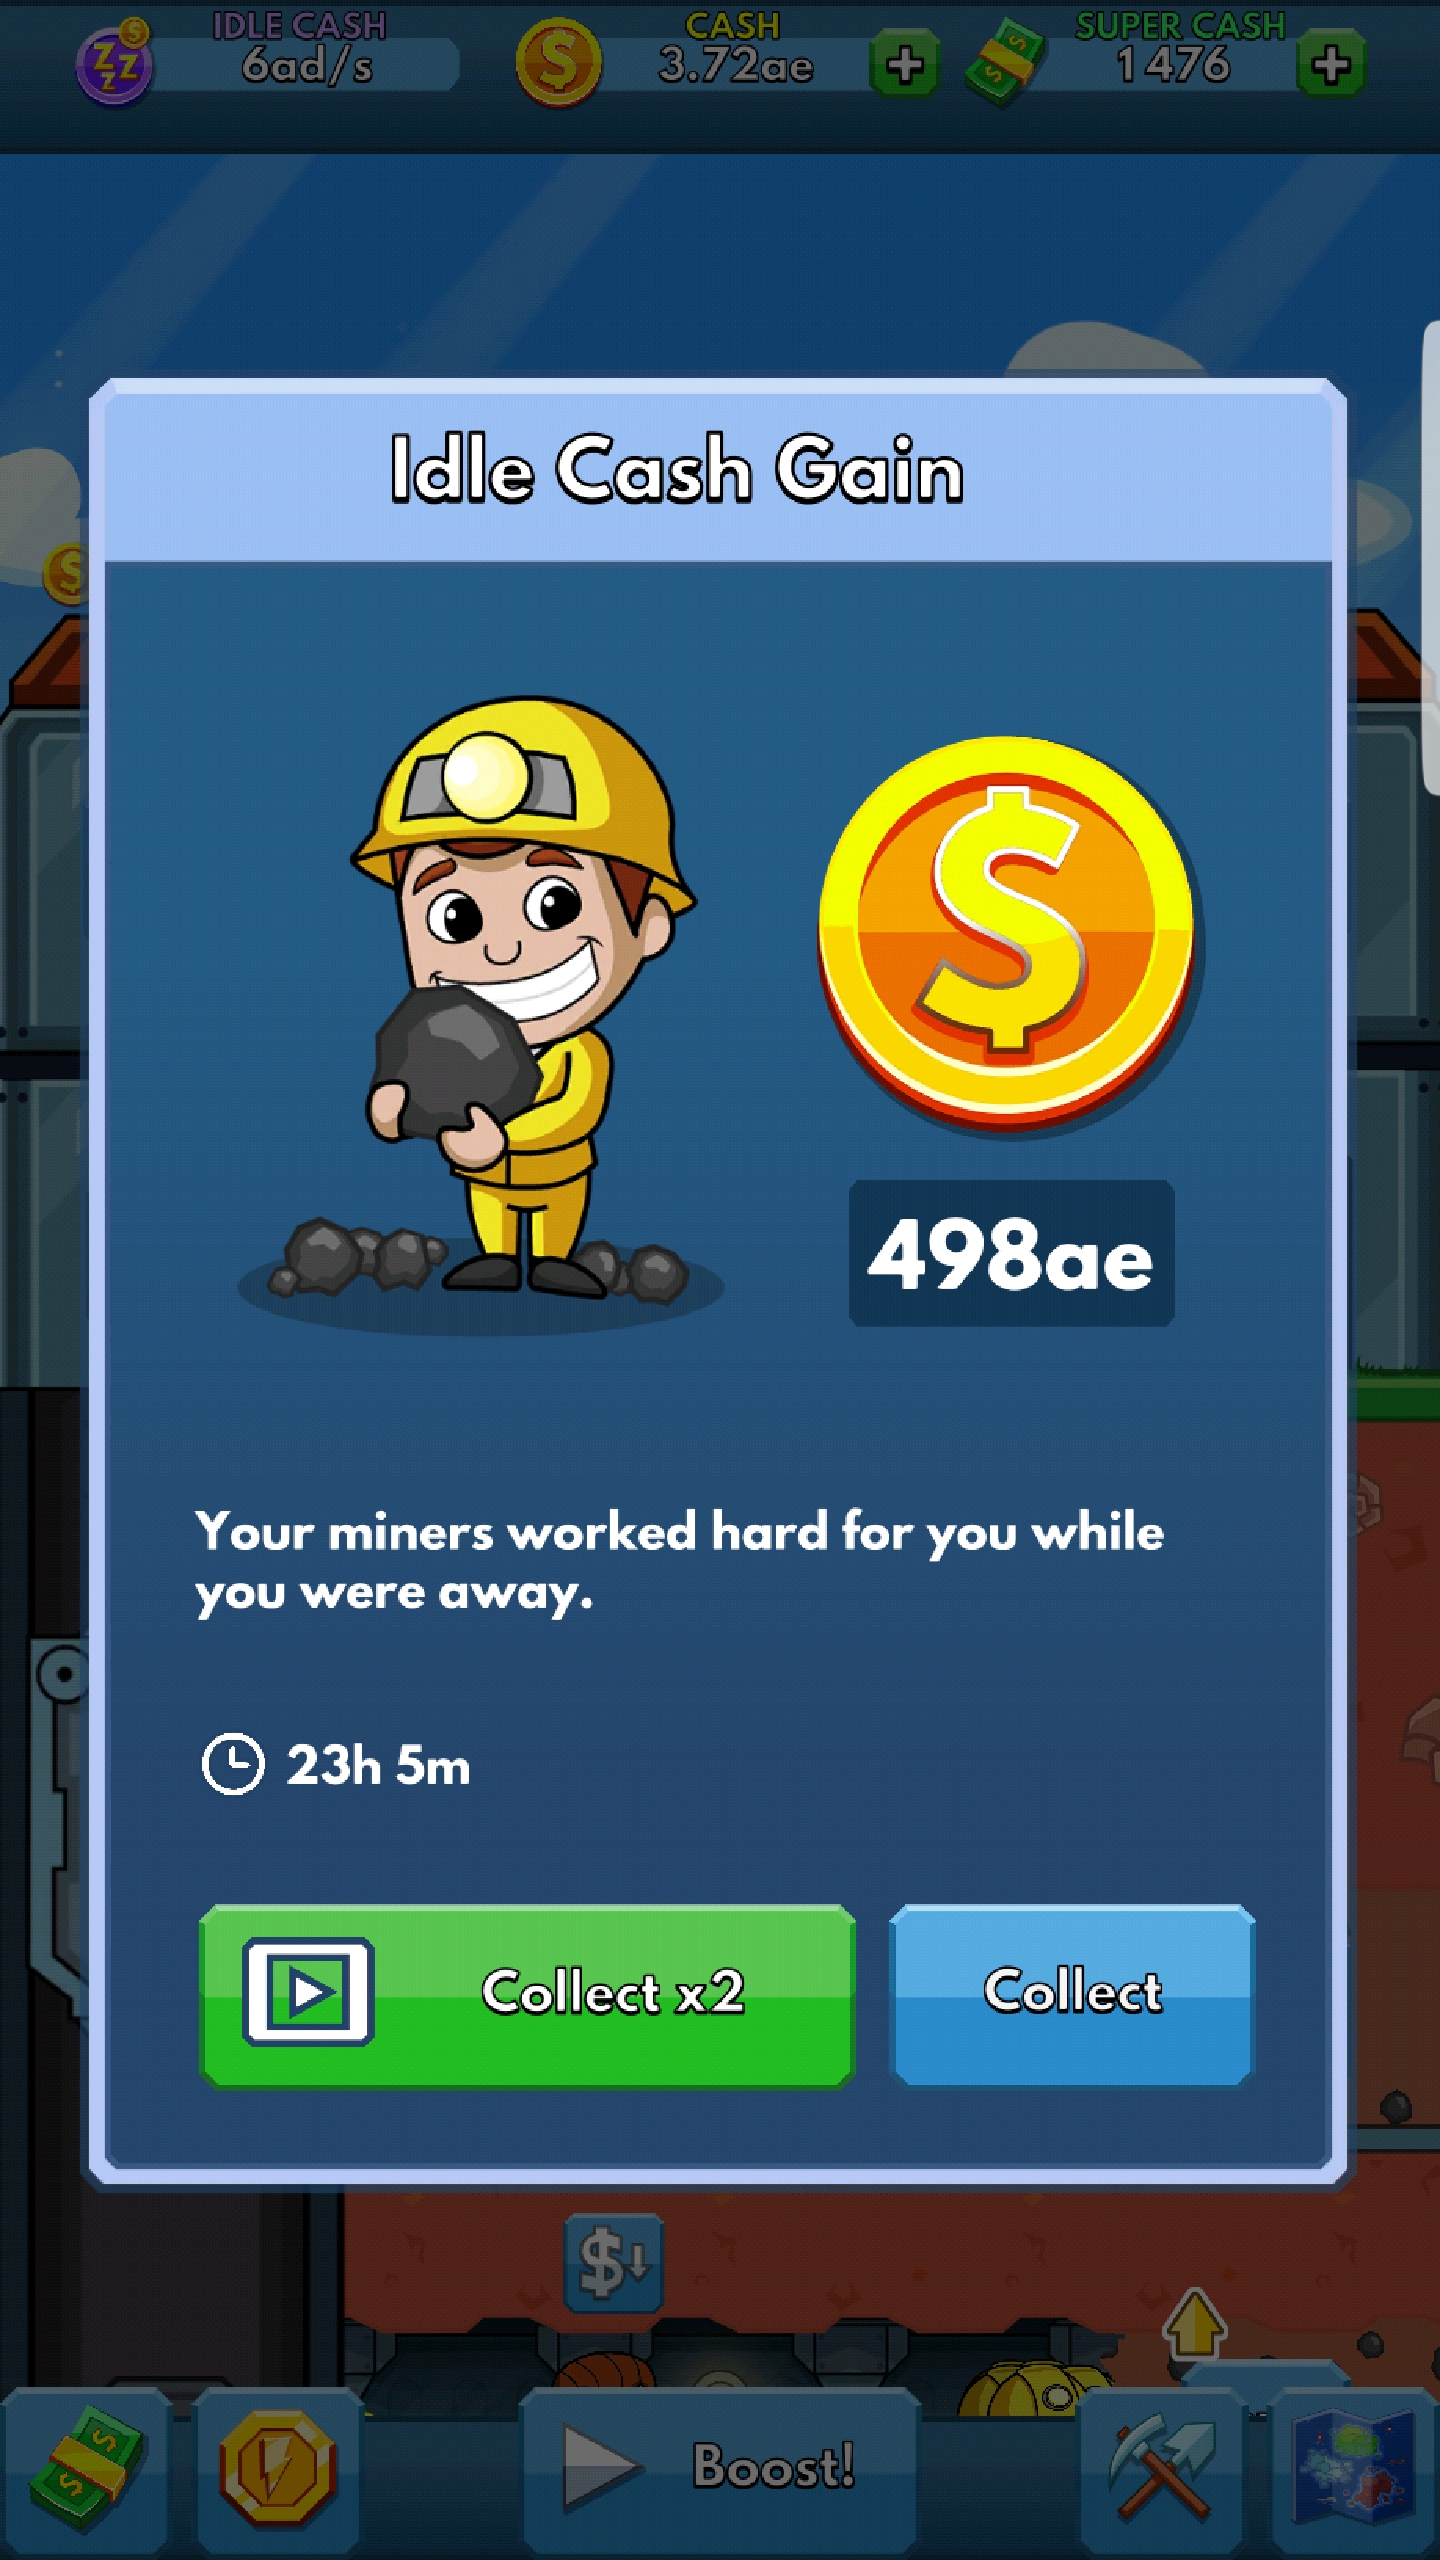 IDLE CASH
6ad/s
CASH
3.72ae
SUPER CASH
1476
Idle Cash Gain
$
498ae
Your miners worked hard for you while
you were away.
23h 5m
Collect x2
Collect
$
Boost!